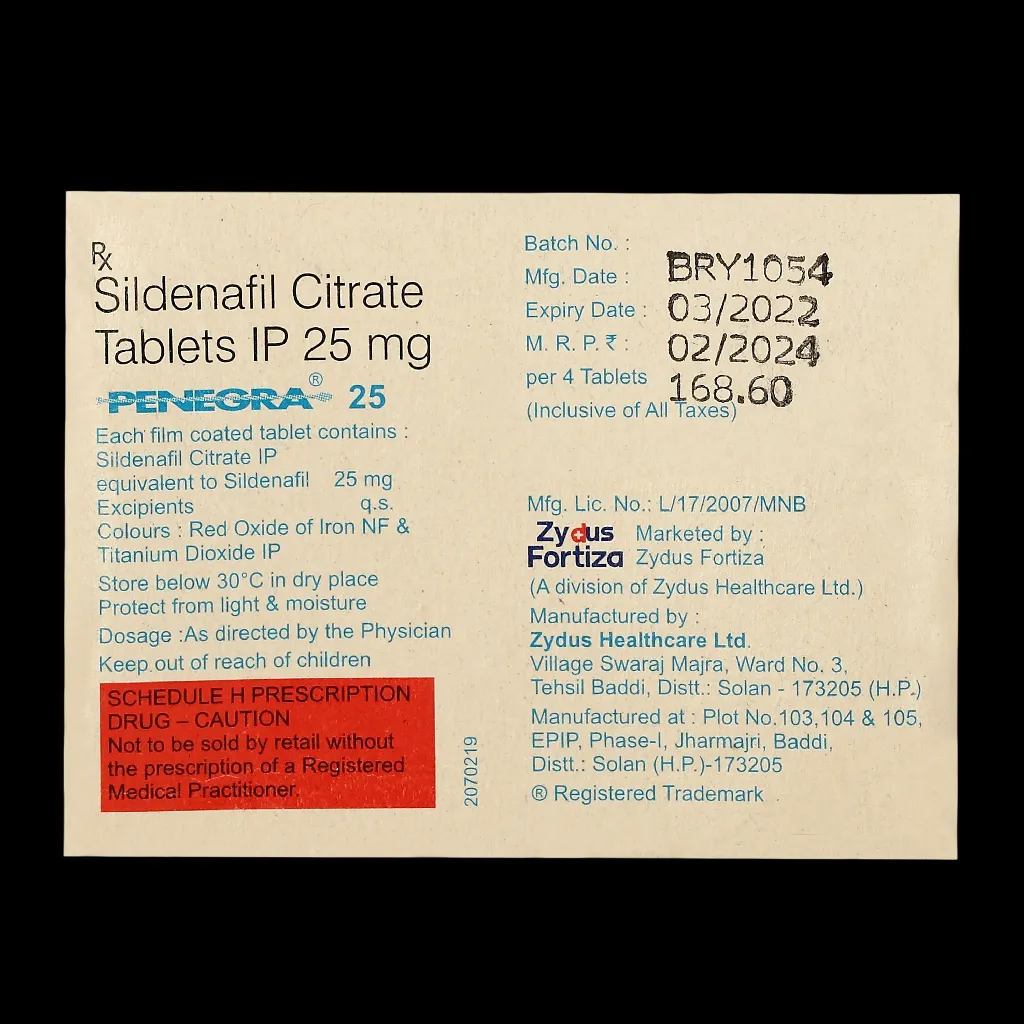 Rx
Sildenafil Citrate
Tablets IP 25 mg
PENEGRA® 25
Each film coated tablet contains :
Sildenafil Citrate IP
equivalent to Sildenafil 25 mg
Excipients q.s.
Colours : Red Oxide of Iron NF &
Titanium Dioxide IP
Store below 30°C in dry place
Protect from light & moisture
Dosage :As directed by the Physician
Keep out of reach of children
SCHEDULE H PRESCRIPTION
DRUG – CAUTION
Not to be sold by retail without
the prescription of a Registered
Medical Practitioner.
2070219
Batch No. : BRY1054
Mfg. Date : 03/2022
Expiry Date : 02/2024
M. R. P. ₹ : 168.60
per 4 Tablets
(Inclusive of All Taxes)
Mfg. Lic. No.: L/17/2007/MNB
Zydus
Fortiza
Marketed by :
Zydus Fortiza
(A division of Zydus Healthcare Ltd.)
Manufactured by :
Zydus Healthcare Ltd.
Village Swaraj Majra, Ward No. 3,
Tehsil Baddi, Distt.: Solan - 173205 (H.P.)
Manufactured at : Plot No.103,104 & 105,
EPIP, Phase-I, Jharmajri, Baddi,
Distt.: Solan (H.P.)-173205
® Registered Trademark